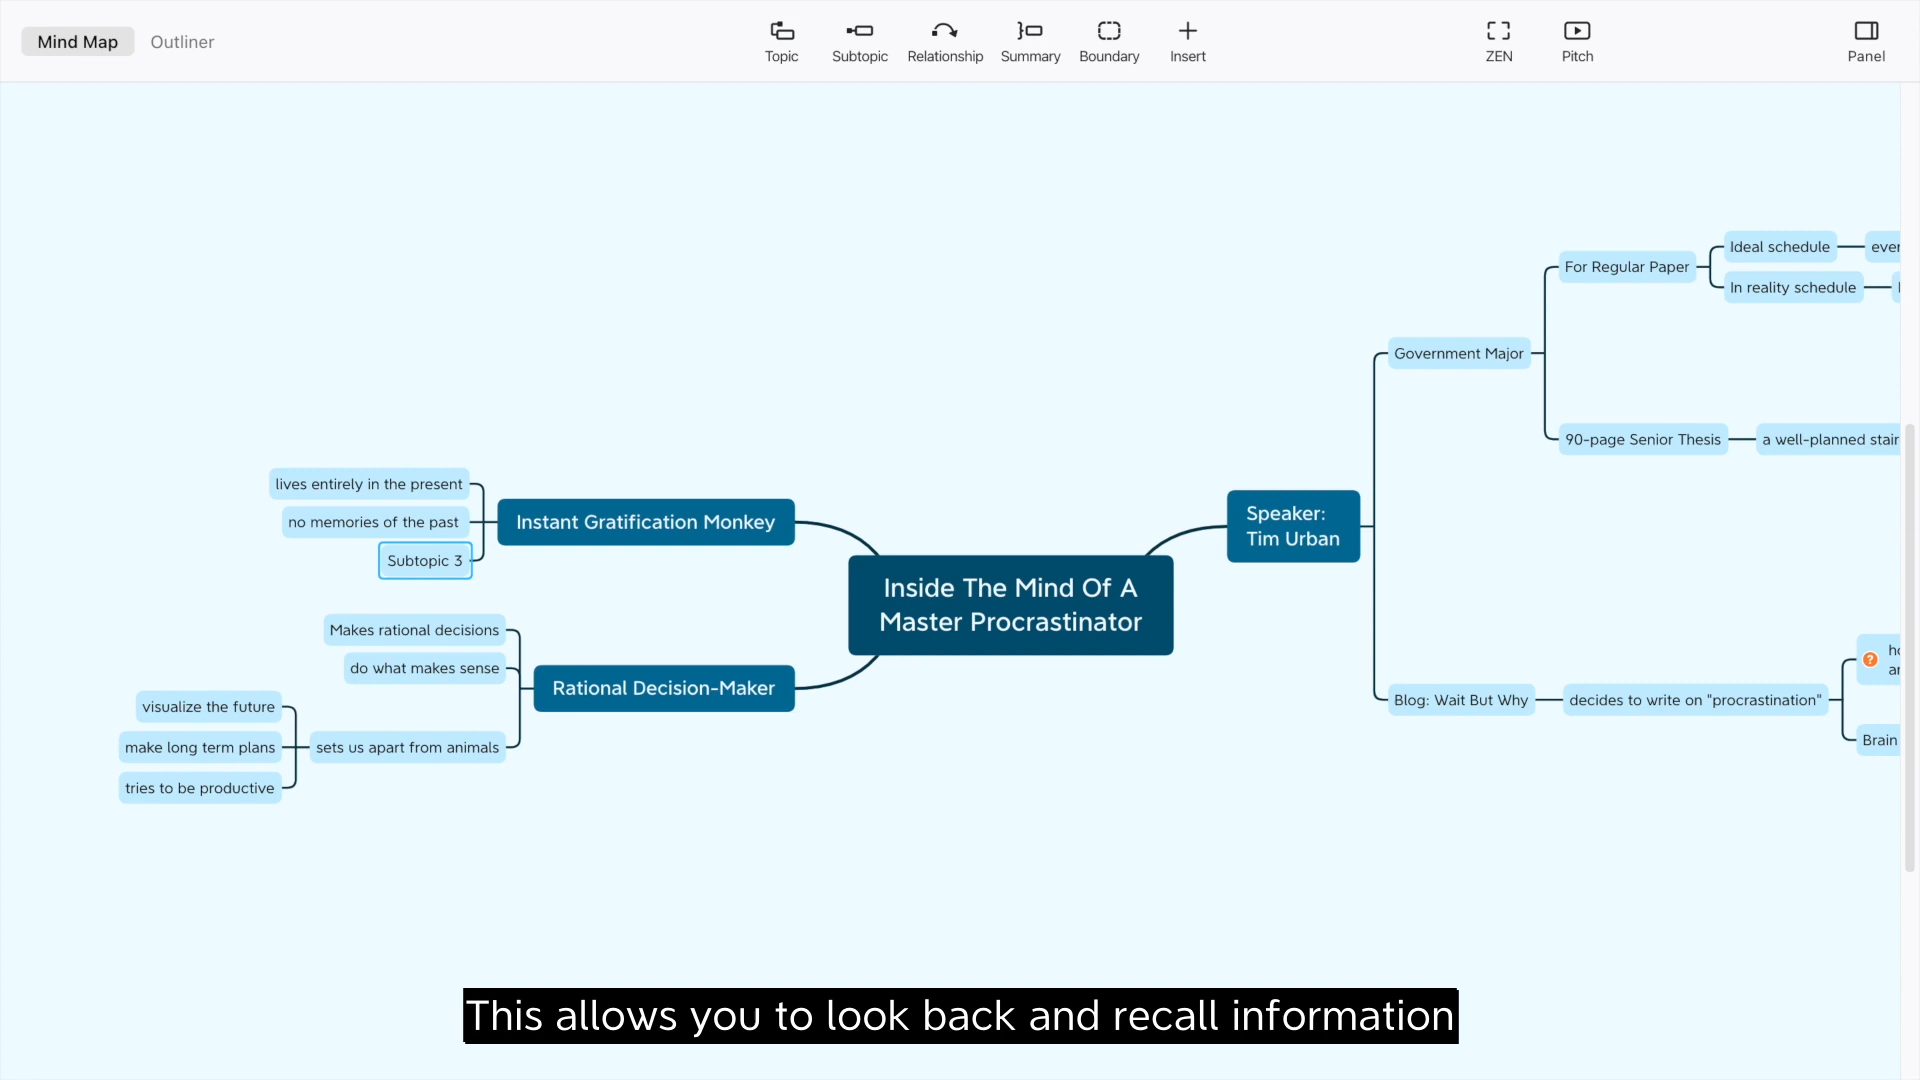 Mind Map
Outliner
Topic
Subtopic
Relationship
Summary
Boundary
Insert
ZEN
Pitch
Panel
lives entirely in the present
no memories of the past
Subtopic 3
Instant Gratification Monkey
Makes rational decisions
do what makes sense
sets us apart from animals
visualize the future
make long term plans
tries to be productive
Rational Decision-Maker
Inside The Mind Of A
Master Procrastinator
Speaker:
Tim Urban
Government Major
For Regular Paper
Ideal schedule
In reality schedule
90-page Senior Thesis
a well-planned
Blog: Wait But Why
decides to write on "procrastination"
?
Brain
This allows you to look back and recall information